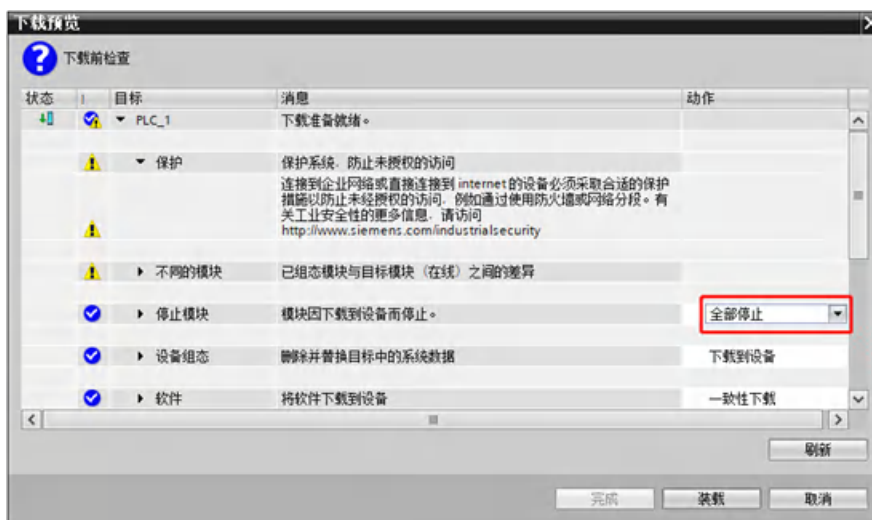 下载预览
下载前检查
状态 ! 目标 消息 动作
PLC_1 下载准备就绪。
保护 保护系统，防止未授权的访问
连接到企业网络或直接连接到 internet 的设备必须采取合适的保护
措施以防止未经授权的访问，例如通过使用防火墙或网络分段。有
关工业安全性的更多信息，请访问
http://www.siemens.com/industrialsecurity
不同的模块 已组态模块与目标模块（在线）之间的差异
停止模块 模块因下载到设备而停止。 全部停止
设备组态 删除并替换目标中的系统数据 下载到设备
软件 将软件下载到设备 一致性下载
刷新
完成 装载 取消